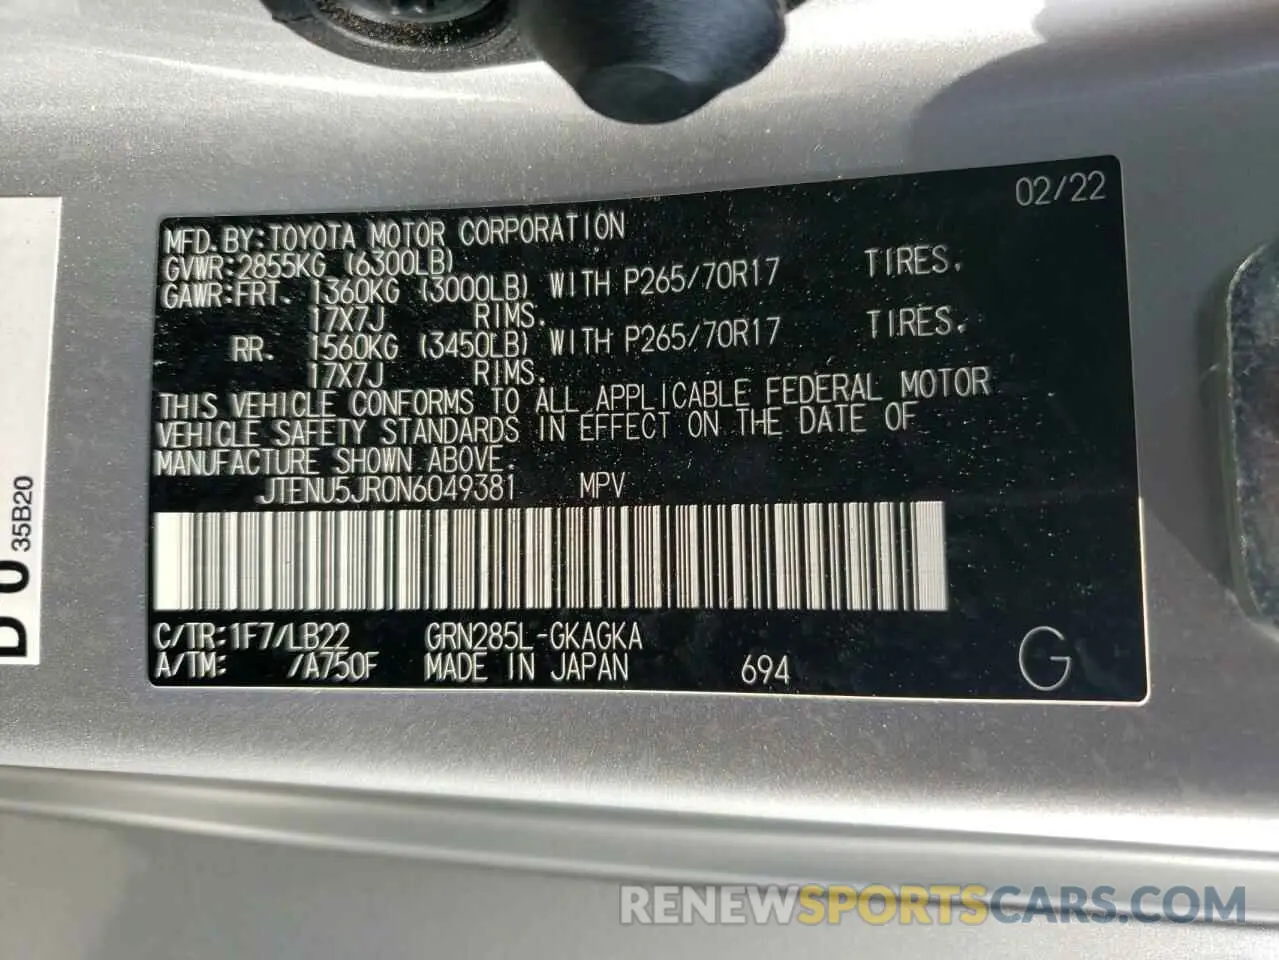 02/22
MFD. BY: TOYOTA MOTOR CORPORATION
GVWR: 2855KG (6300LB)
GAWR: FRT. 1360KG (3000LB) WITH P265/70R17 TIRES.
17X7J RIMS.
RR. 1560KG (3450LB) WITH P265/70R17 TIRES.
17X7J RIMS.
THIS VEHICLE CONFORMS TO ALL APPLICABLE FEDERAL MOTOR
VEHICLE SAFETY STANDARDS IN EFFECT ON THE DATE OF
MANUFACTURE SHOWN ABOVE.
JTENU5JR0N6049381 MPV
C/TR: 1F7/LB22 GRN285L-GKAGKA
A/TM: /A750F MADE IN JAPAN 694 G
35B20
RENEWSPORTSCARS.COM